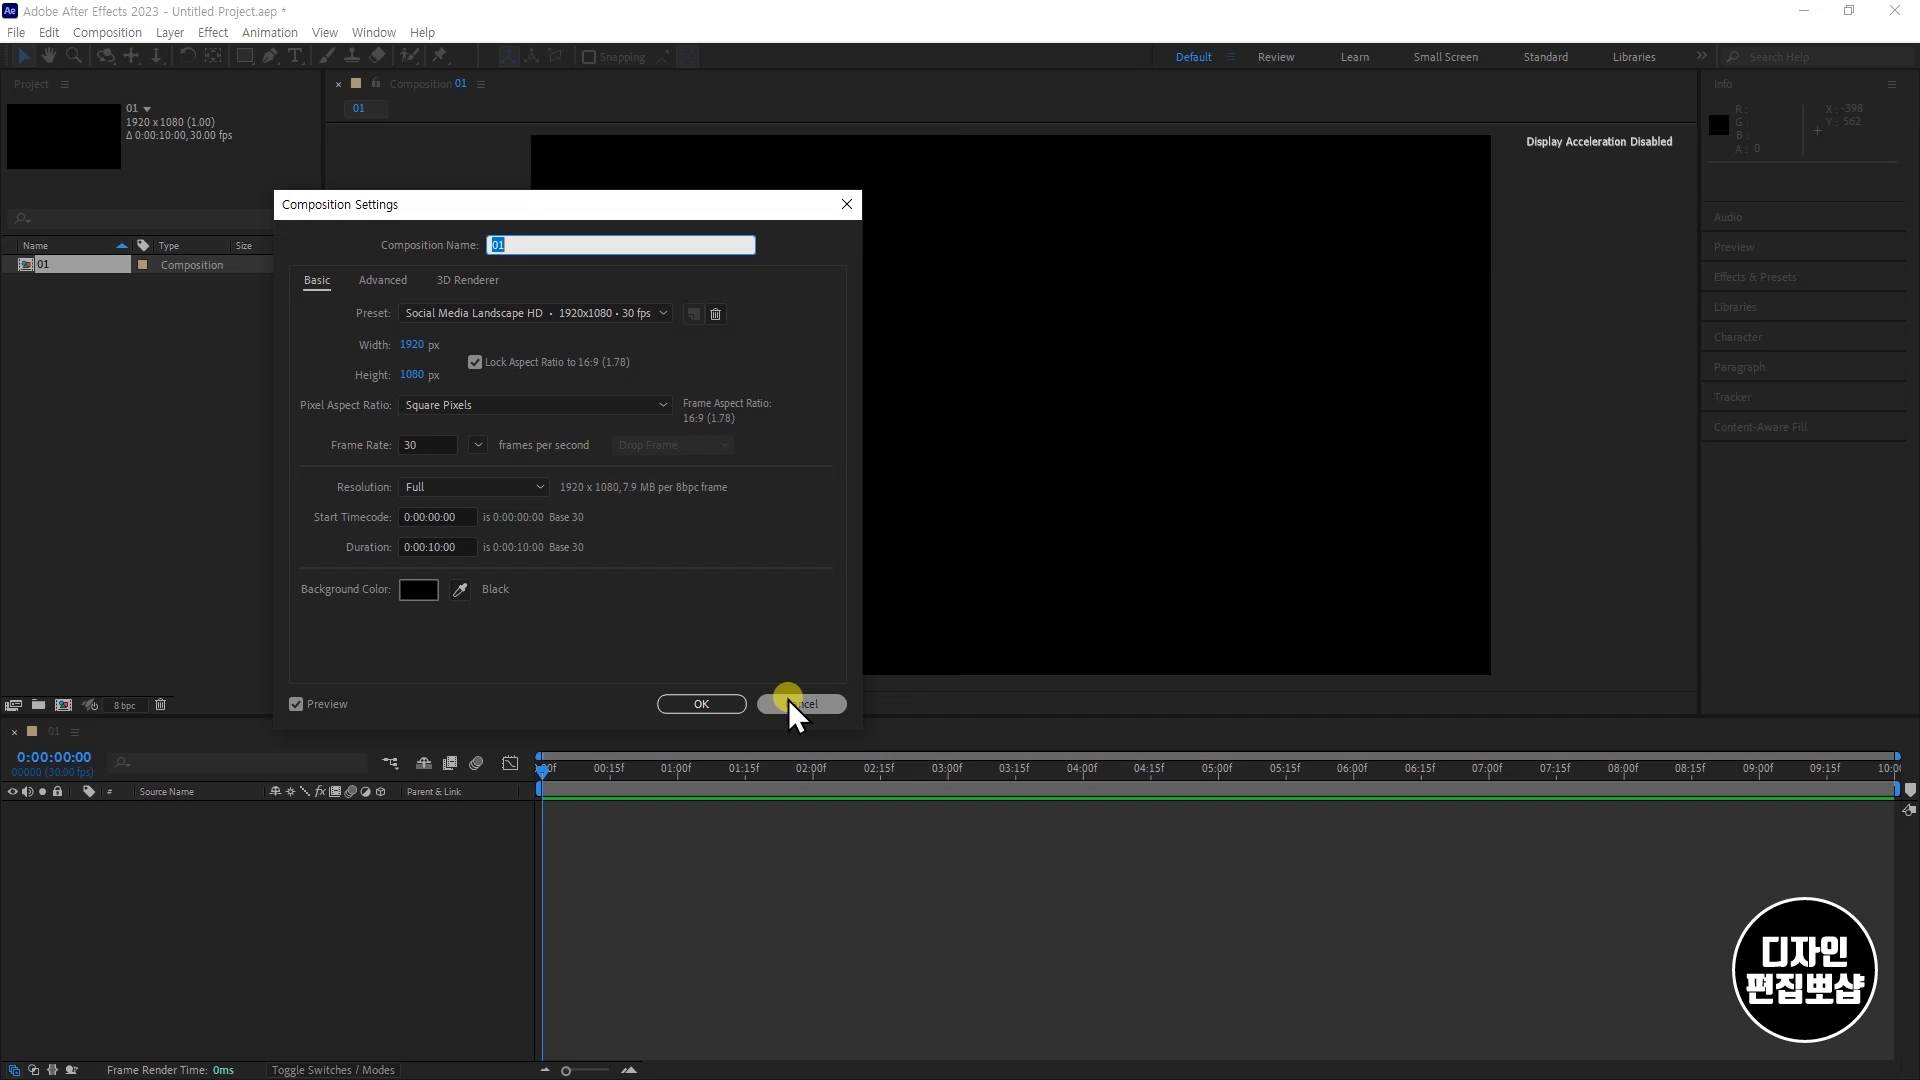 Adobe After Effects 2023 - Untitled Project.aep *
File Edit Composition Layer Effect Animation View Window Help
Snapping
Default Review Learn Small Screen Standard Libraries
Search Help
Project
01
1920 x 1080 (1.00)
Δ 0:00:10:00, 30.00 fps
Name Type Size
01 Composition
8 bpc
Composition 01
01
Display Acceleration Disabled
Info
R :
G :
B :
A : 0
X : -398
Y : 562
Audio
Preview
Effects & Presets
Libraries
Character
Paragraph
Tracker
Content-Aware Fill
Composition Settings
Composition Name: 01
Basic Advanced 3D Renderer
Preset: Social Media Landscape HD • 1920x1080 • 30 fps
Width: 1920 px
Lock Aspect Ratio to 16:9 (1.78)
Height: 1080 px
Pixel Aspect Ratio: Square Pixels
Frame Aspect Ratio:
16:9 (1.78)
Frame Rate: 30 frames per second Drop Frame
Resolution: Full 1920 x 1080, 7.9 MB per 8bpc frame
Start Timecode: 0:00:00:00 is 0:00:00:00 Base 30
Duration: 0:00:10:00 is 0:00:10:00 Base 30
Background Color: Black
Preview OK
01
0:00:00:00
00000 (30.00 fps)
# Source Name fx Parent & Link
00:15f 01:00f 01:15f 02:00f 02:15f 03:00f 03:15f 04:00f 04:15f 05:00f 05:15f 06:00f 06:15f 07:00f 07:15f 08:00f 08:15f 09:00f 09:15f
Frame Render Time: 0ms Toggle Switches / Modes
디자인
편집뽀샵